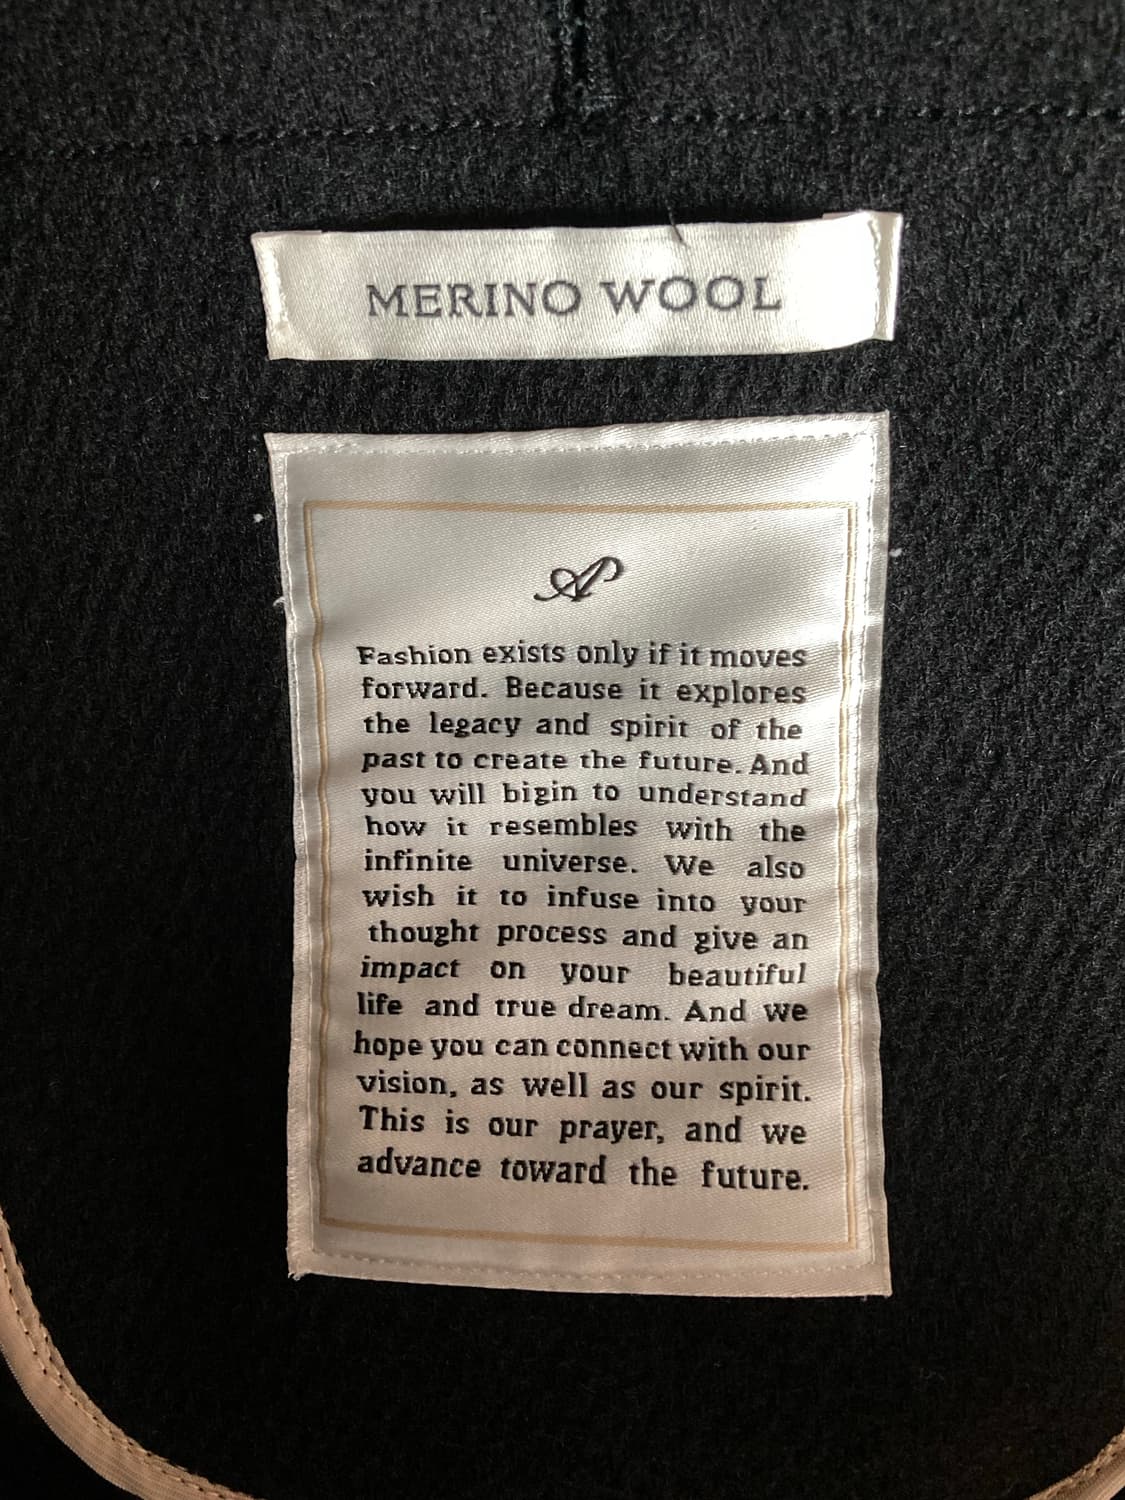 MERINO WOOL
AP
Fashion exists only if it moves
forward. Because it explores
the legacy and spirit of the
past to create the future. And
you will bigin to understand
how it resembles with the
infinite universe. We also
wish it to infuse into your
thought process and give an
impact on your beautiful
life and true dream. And we
hope you can connect with our
vision, as well as our spirit.
This is our prayer, and we
advance toward the future.